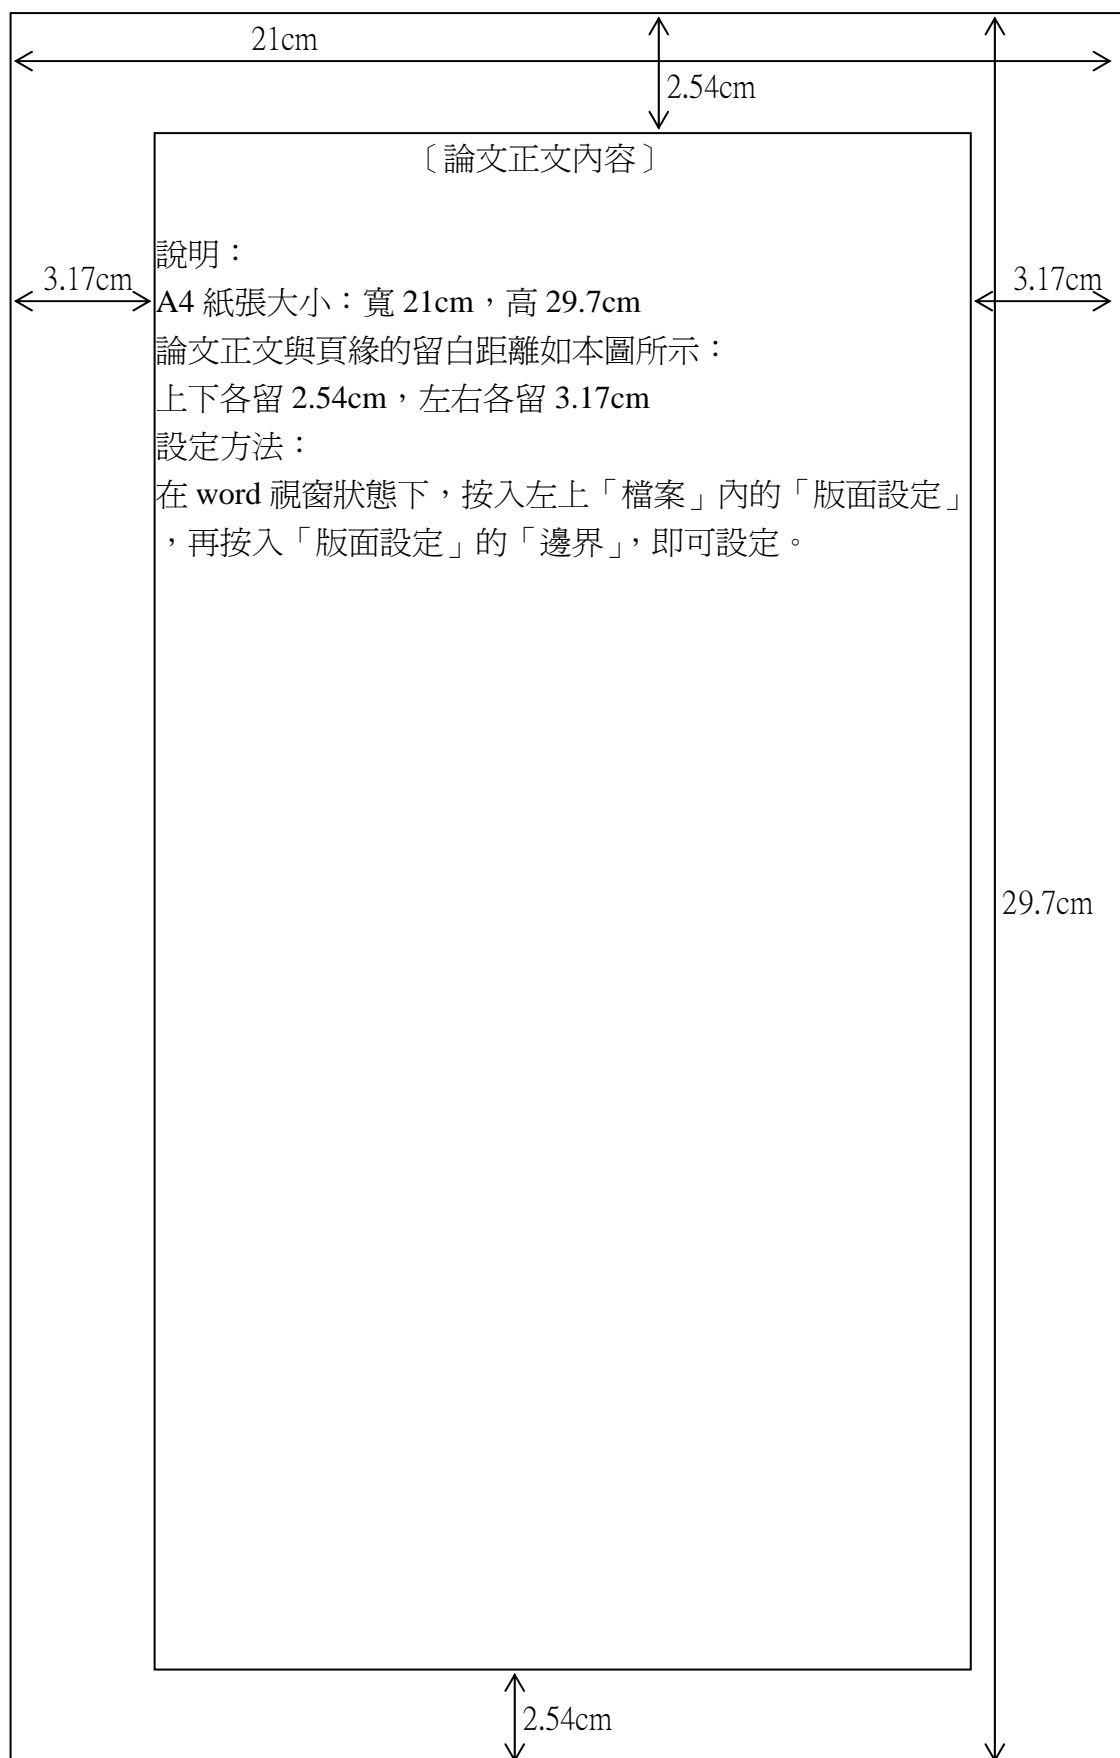 21cm
2.54cm
〔論文正文內容〕
說明：
3.17cm
3.17cm
A4 紙張大小：寬 21cm，高 29.7cm
論文正文與頁緣的留白距離如本圖所示：
上下各留 2.54cm，左右各留 3.17cm
設定方法：
在 word 視窗狀態下，按入左上「檔案」內的「版面設定」
，再按入「版面設定」的「邊界」，即可設定。
29.7cm
2.54cm